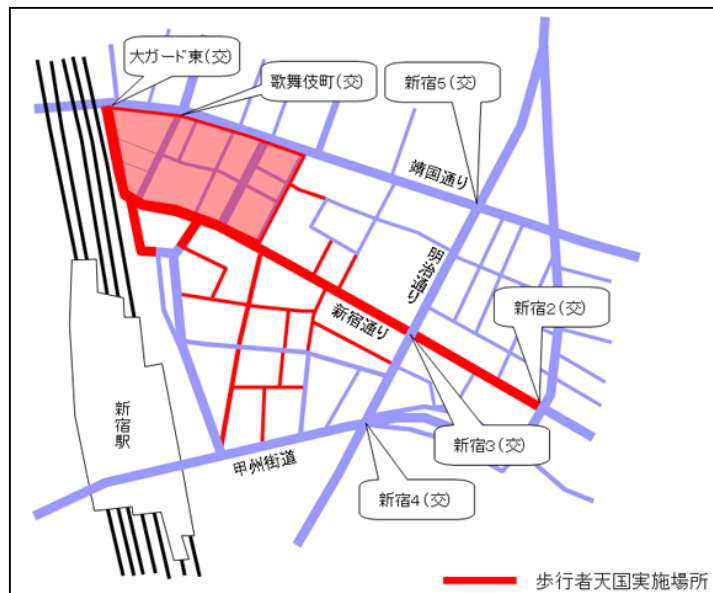 大ガード東(交)
歌舞伎町(交)
新宿5(交)
靖国通り
明治通り
新宿2(交)
新宿通り
新宿駅
新宿3(交)
甲州街道
新宿4(交)
歩行者天国実施場所